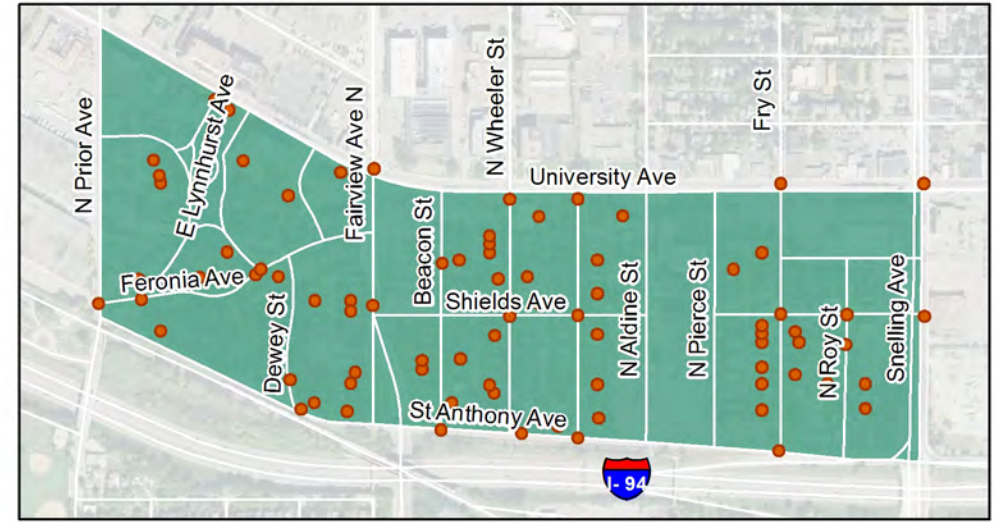 N Prior Ave
E Lynnhurst Ave
Fairview Ave N
N Wheeler St
Fry St
University Ave
Beacon St
Feronia Ave
Shields Ave
N Aldine St
N Pierce St
Snelling Ave
Dewey St
N Roy St
St Anthony Ave
I- 94